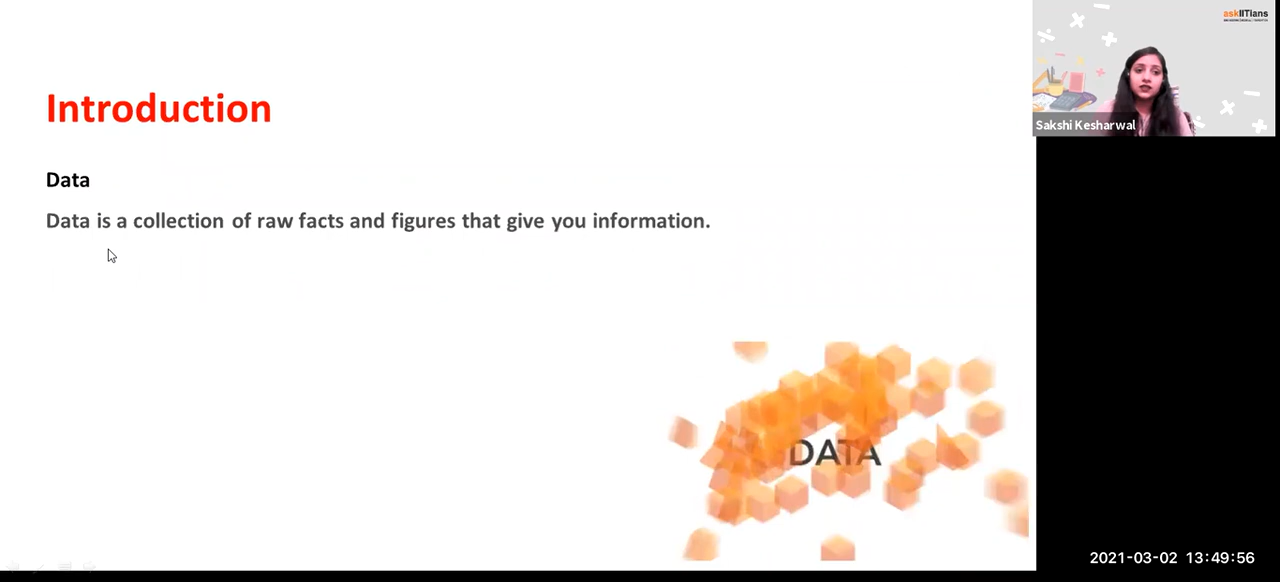 Introduction
Data
Data is a collection of raw facts and figures that give you information.
DATA
askIITians
Sakshi Kesharwal
2021-03-02 13:49:56